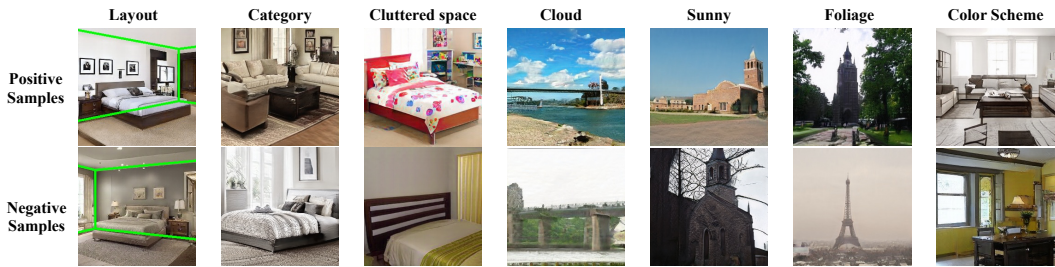 Layout Category Cluttered space Cloud Sunny Foliage Color Scheme
Positive
Samples
Negative
Samples